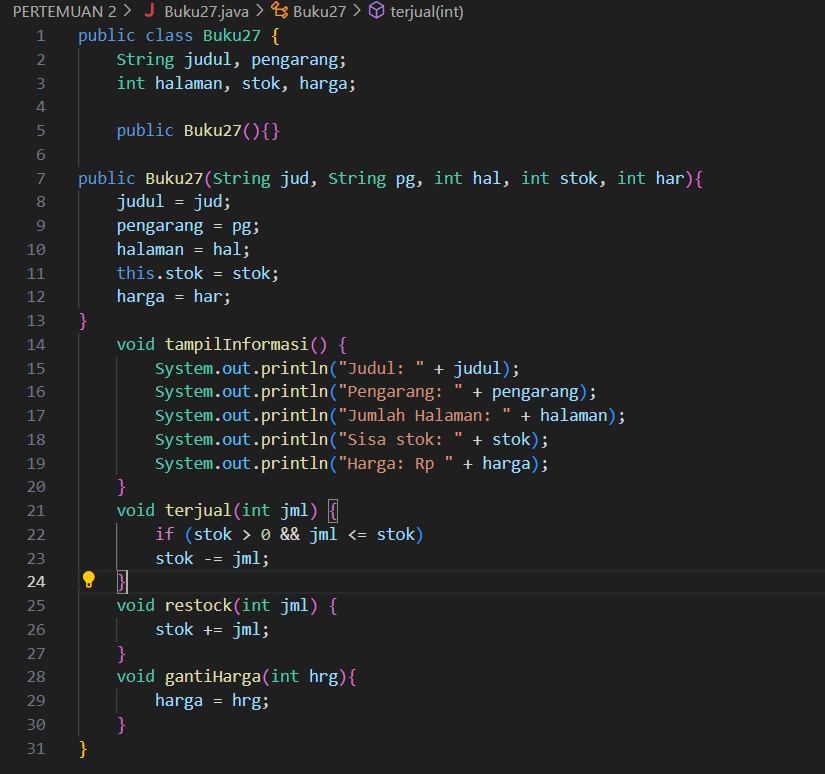 PERTEMUAN 2 > J Buku27.java > Buku27 > terjual(int)
1 public class Buku27 {
2     String judul, pengarang;
3     int halaman, stok, harga;
4
5     public Buku27(){}
6
7 public Buku27(String jud, String pg, int hal, int stok, int har){
8     judul = jud;
9     pengarang = pg;
10     halaman = hal;
11     this.stok = stok;
12     harga = har;
13 }
14     void tampilInformasi() {
15         System.out.println("Judul: " + judul);
16         System.out.println("Pengarang: " + pengarang);
17         System.out.println("Jumlah Halaman: " + halaman);
18         System.out.println("Sisa stok: " + stok);
19         System.out.println("Harga: Rp " + harga);
20     }
21     void terjual(int jml) {
22         if (stok > 0 && jml <= stok)
23         stok -= jml;
24     }
25     void restock(int jml) {
26         stok += jml;
27     }
28     void gantiHarga(int hrg){
29         harga = hrg;
30     }
31 }